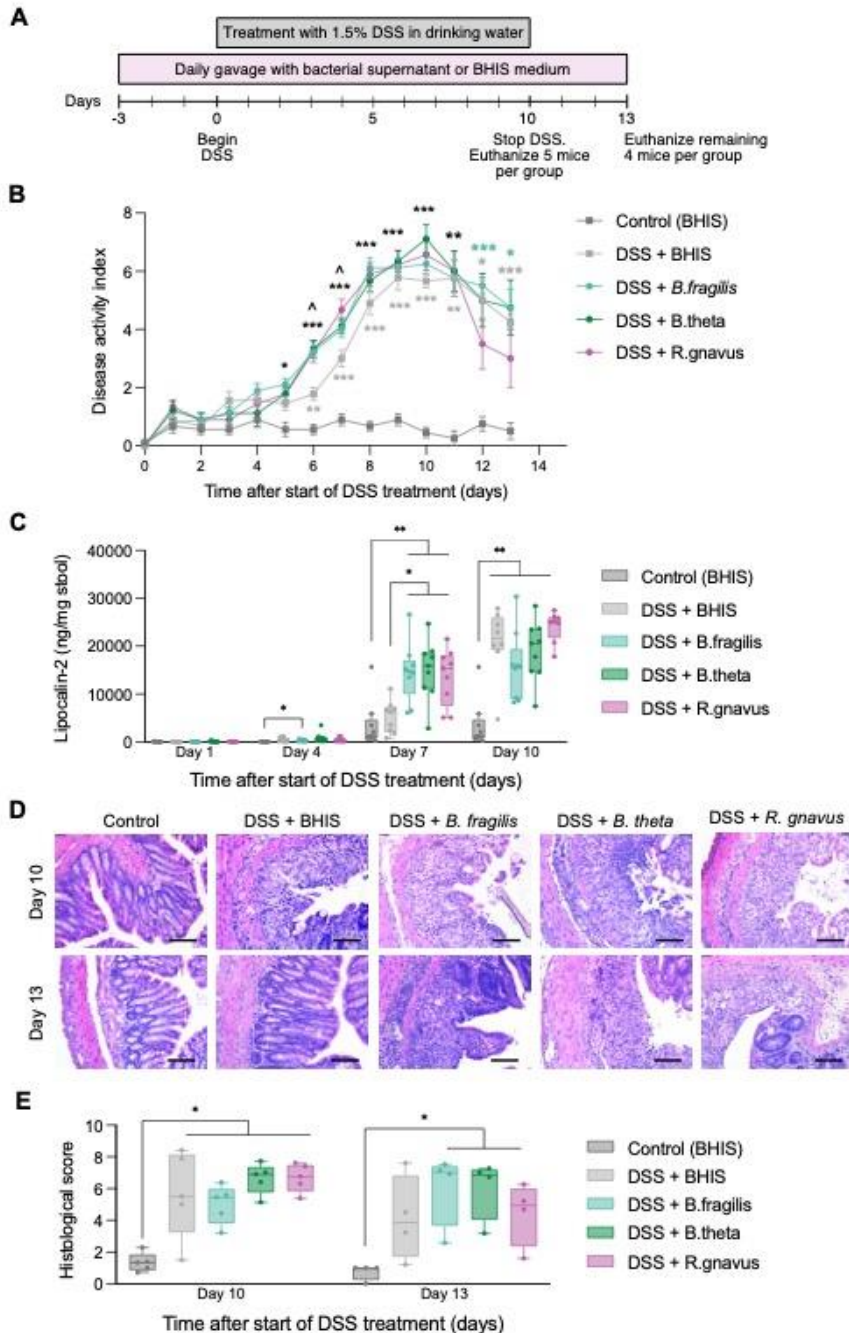 A
Treatment with 1.5% DSS in drinking water
Daily gavage with bacterial supernatant or BHIS medium
Days
-3 0 5 10 13
Begin DSS
Stop DSS. Euthanize 5 mice per group
Euthanize remaining 4 mice per group
B
Disease activity index
8
6
4
2
0
* ^ *** ^ *** *** *** *** ** *** * *
** *** *** *** *** ** * ***
0 2 4 6 8 10 12 14
Time after start of DSS treatment (days)
Control (BHIS)
DSS + BHIS
DSS + B.fragilis
DSS + B.theta
DSS + R.gnavus
C
Lipocalin-2 (ng/mg stool)
40000
30000
20000
10000
0
*
**
*
**
Day 1 Day 4 Day 7 Day 10
Time after start of DSS treatment (days)
Control (BHIS)
DSS + BHIS
DSS + B.fragilis
DSS + B.theta
DSS + R.gnavus
D
Control DSS + BHIS DSS + B. fragilis DSS + B. theta DSS + R. gnavus
Day 10
Day 13
E
Histological score
10
8
6
4
2
0
* *
Day 10 Day 13
Time after start of DSS treatment (days)
Control (BHIS)
DSS + BHIS
DSS + B.fragilis
DSS + B.theta
DSS + R.gnavus